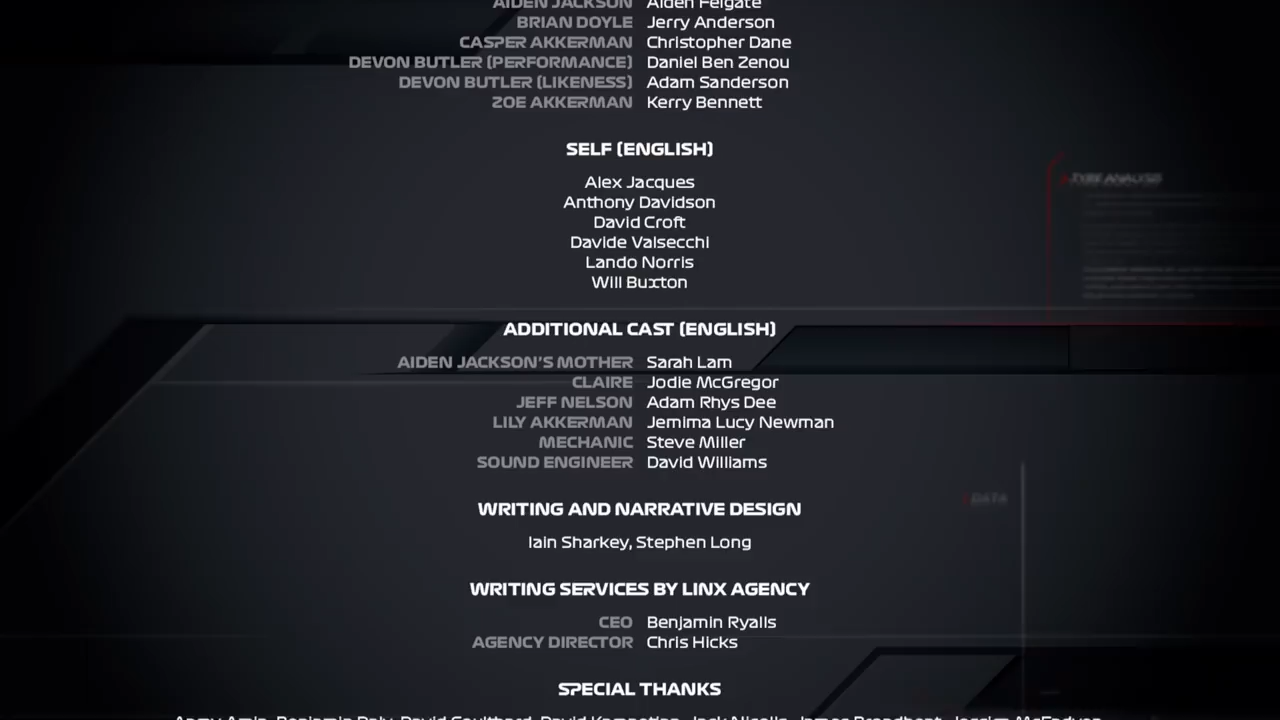 AIDEN JACKSON Aiden Felgate
BRIAN DOYLE Jerry Anderson
CASPER AKKERMAN Christopher Dane
DEVON BUTLER (PERFORMANCE) Daniel Ben Zenou
DEVON BUTLER (LIKENESS) Adam Sanderson
ZOE AKKERMAN Kerry Bennett
SELF (ENGLISH)
Alex Jacques
Anthony Davidson
David Croft
Davide Valsecchi
Lando Norris
Will Buxton
TYRE ANALYSIS
ADDITIONAL CAST (ENGLISH)
AIDEN JACKSON'S MOTHER Sarah Lam
CLAIRE Jodie McGregor
JEFF NELSON Adam Rhys Dee
LILY AKKERMAN Jemima Lucy Newman
MECHANIC Steve Miller
SOUND ENGINEER David Williams
DATA
WRITING AND NARRATIVE DESIGN
Iain Sharkey, Stephen Long
WRITING SERVICES BY LINX AGENCY
CEO Benjamin Ryalls
AGENCY DIRECTOR Chris Hicks
SPECIAL THANKS